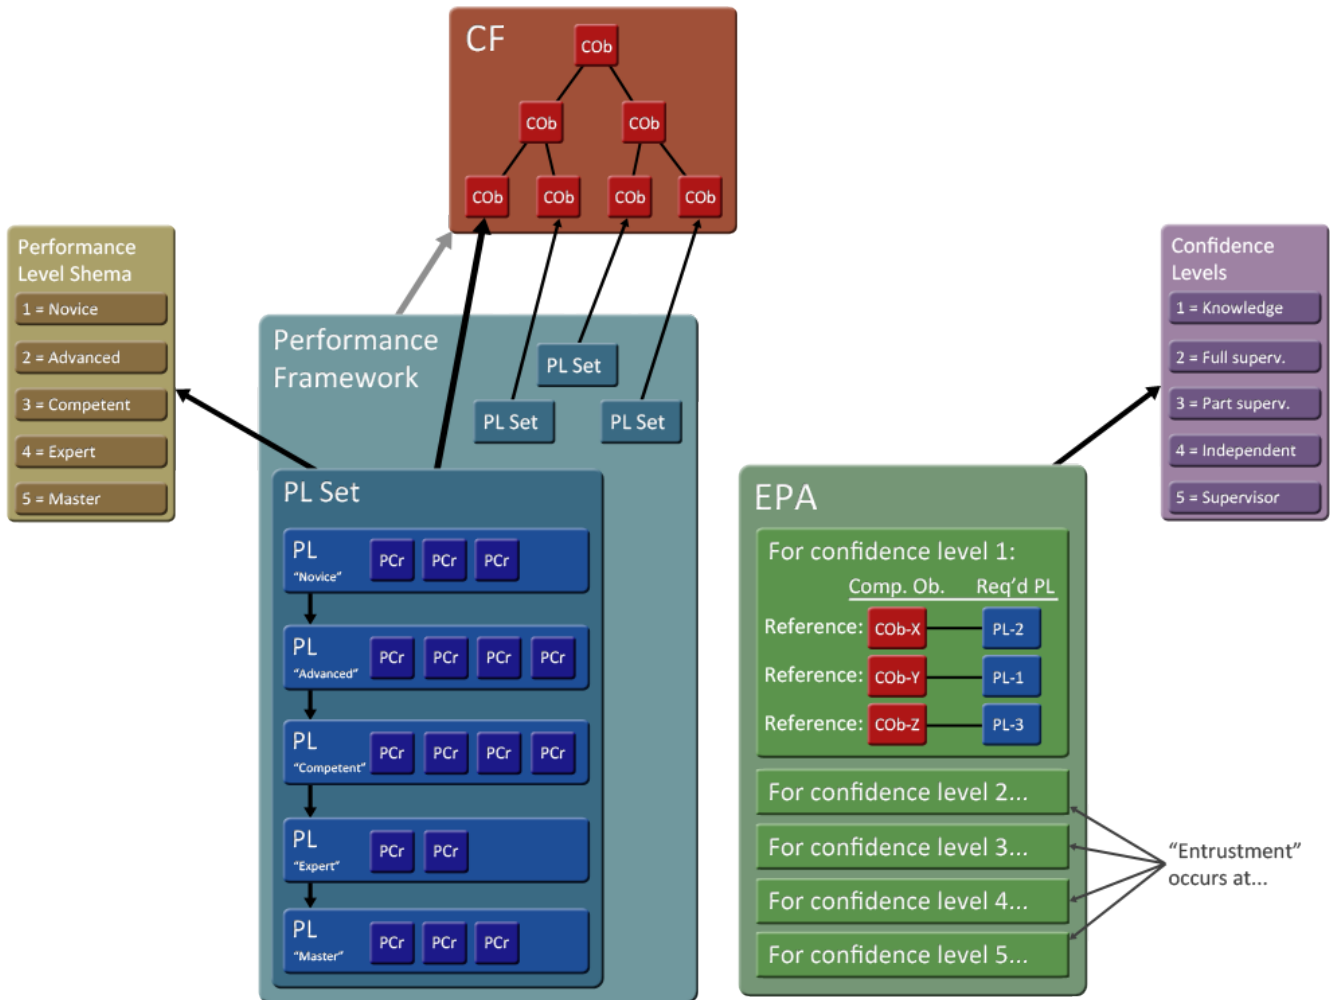 CF
COb
COb
COb
COb
COb
COb
COb
Performance
Level Shema
1 = Novice
2 = Advanced
3 = Competent
4 = Expert
5 = Master
Performance
Framework
PL Set
PL Set
PL Set
PL Set
PL
"Novice"
PCr
PCr
PCr
PL
"Advanced"
PCr
PCr
PCr
PCr
PL
"Competent"
PCr
PCr
PCr
PCr
PL
"Expert"
PCr
PCr
PL
"Master"
PCr
PCr
PCr
EPA
For confidence level 1:
Comp. Ob. Req'd PL
Reference: COb-X PL-2
Reference: COb-Y PL-1
Reference: COb-Z PL-3
For confidence level 2...
For confidence level 3...
For confidence level 4...
For confidence level 5...
Confidence
Levels
1 = Knowledge
2 = Full superv.
3 = Part superv.
4 = Independent
5 = Supervisor
“Entrustment”
occurs at...